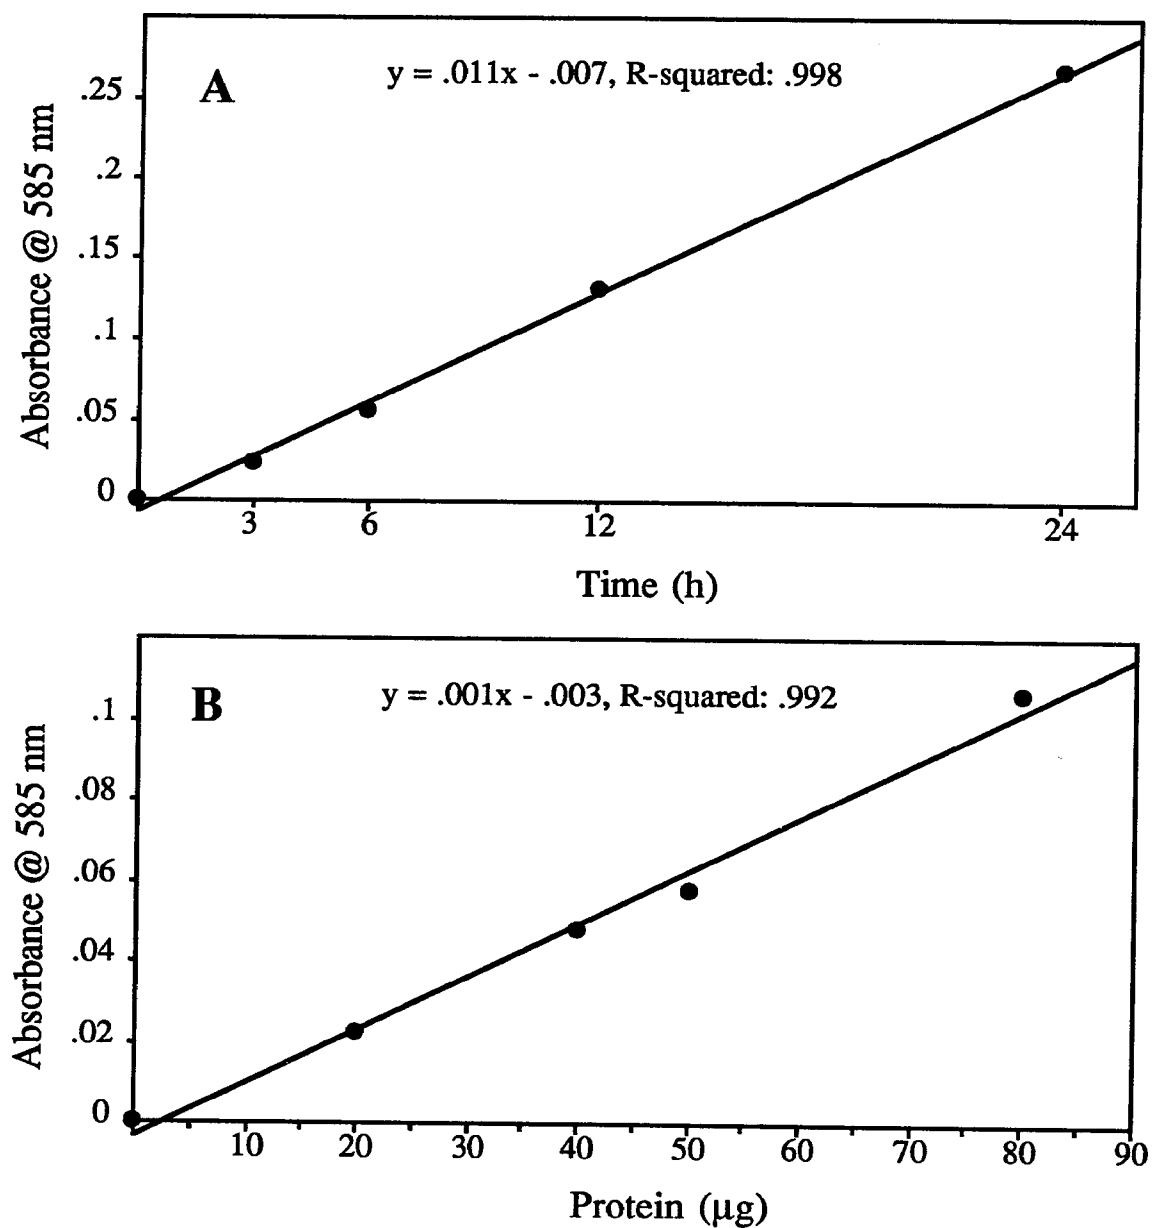 A
y = .011x - .007, R-squared: .998
Absorbance @ 585 nm
.25
.2
.15
.1
.05
0
3 6 12 24
Time (h)
B
y = .001x - .003, R-squared: .992
Absorbance @ 585 nm
.1
.08
.06
.04
.02
0
10 20 30 40 50 60 70 80 90
Protein (µg)